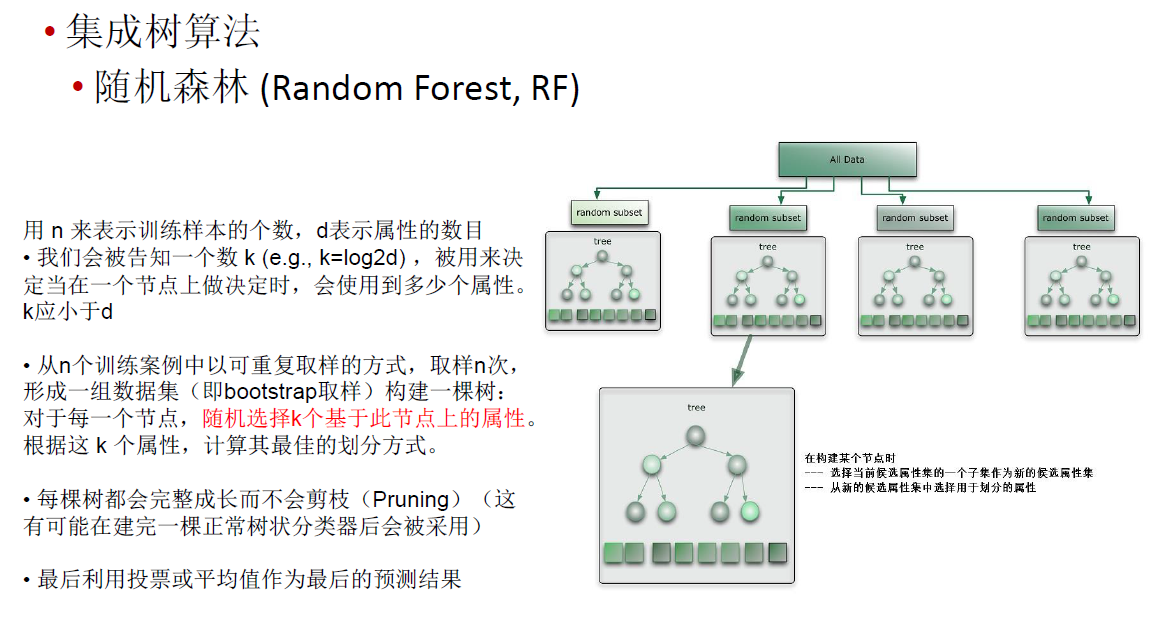 • 集成树算法
• 随机森林 (Random Forest, RF)
用 n 来表示训练样本的个数，d表示属性的数目
• 我们会被告知一个数 k (e.g., k=log2d) ，被用来决
定当在一个节点上做决定时，会使用到多少个属性。
k应小于d
• 从n个训练案例中以可重复取样的方式，取样n次，
形成一组数据集（即bootstrap取样）构建一棵树：
对于每一个节点，随机选择k个基于此节点上的属性。
根据这 k 个属性，计算其最佳的划分方式。
• 每棵树都会完整成长而不会剪枝（Pruning）（这
有可能在建完一棵正常树状分类器后会被采用）
• 最后利用投票或平均值作为最后的预测结果
All Data
random subset
random subset
random subset
random subset
tree
tree
tree
tree
tree
在构建某个节点时
--- 选择当前候选属性集的一个子集作为新的候选属性集
--- 从新的候选属性集中选择用于划分的属性